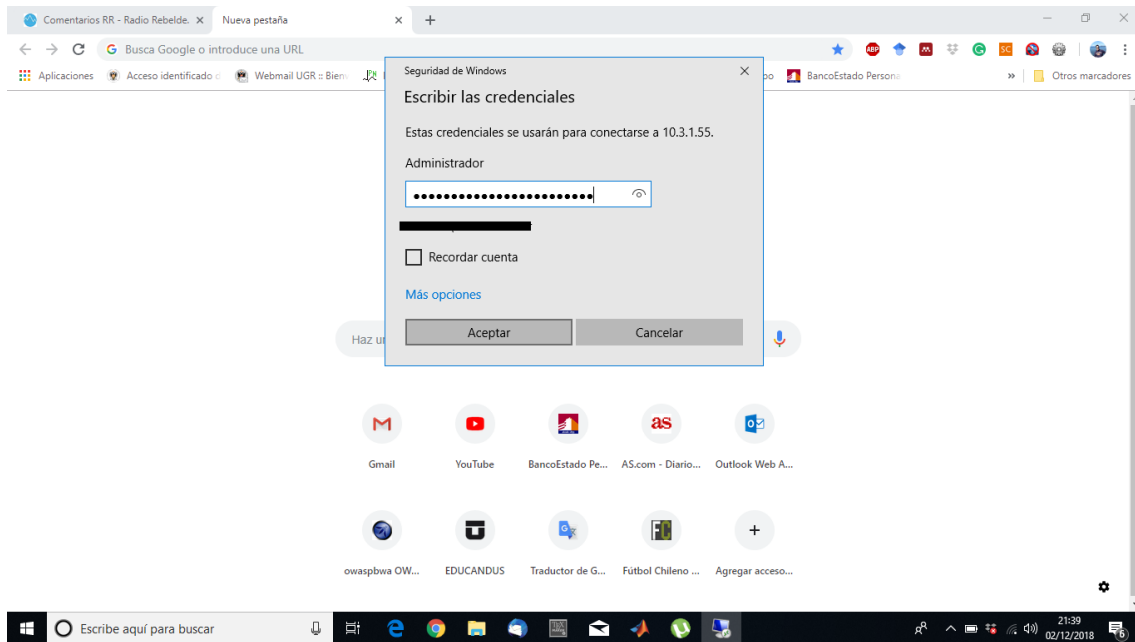 Comentarios RR - Radio Rebelde.
Nueva pestaña
Busca Google o introduce una URL
Aplicaciones
Acceso identificado
Webmail UGR :: Bien
BancoEstado Persona
Otros marcadores
Seguridad de Windows
Escribir las credenciales
Estas credenciales se usarán para conectarse a 10.3.1.55.
Administrador
Recordar cuenta
Más opciones
Aceptar
Cancelar
Haz un
Gmail
YouTube
BancoEstado Pe...
AS.com - Diario...
Outlook Web A...
owaspbwa OW...
EDUCANDUS
Traductor de G...
Fútbol Chileno ...
Agregar acceso...
Escribe aquí para buscar
21:39
02/12/2018